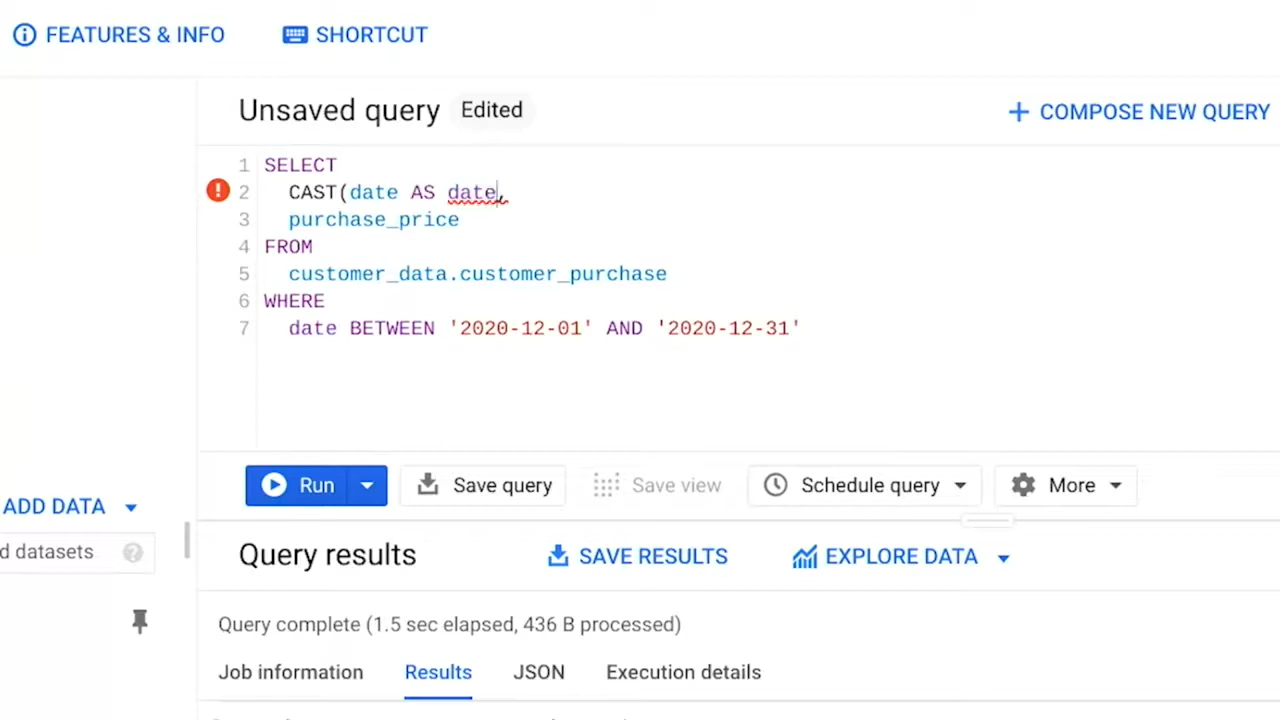 FEATURES & INFO SHORTCUT
Unsaved query Edited COMPOSE NEW QUERY
1 SELECT
2 CAST(date AS date,
3 purchase_price
4 FROM
5 customer_data.customer_purchase
6 WHERE
7 date BETWEEN '2020-12-01' AND '2020-12-31'
Run Save query Save view Schedule query More
ADD DATA
d datasets
Query results SAVE RESULTS EXPLORE DATA
Query complete (1.5 sec elapsed, 436 B processed)
Job information Results JSON Execution details